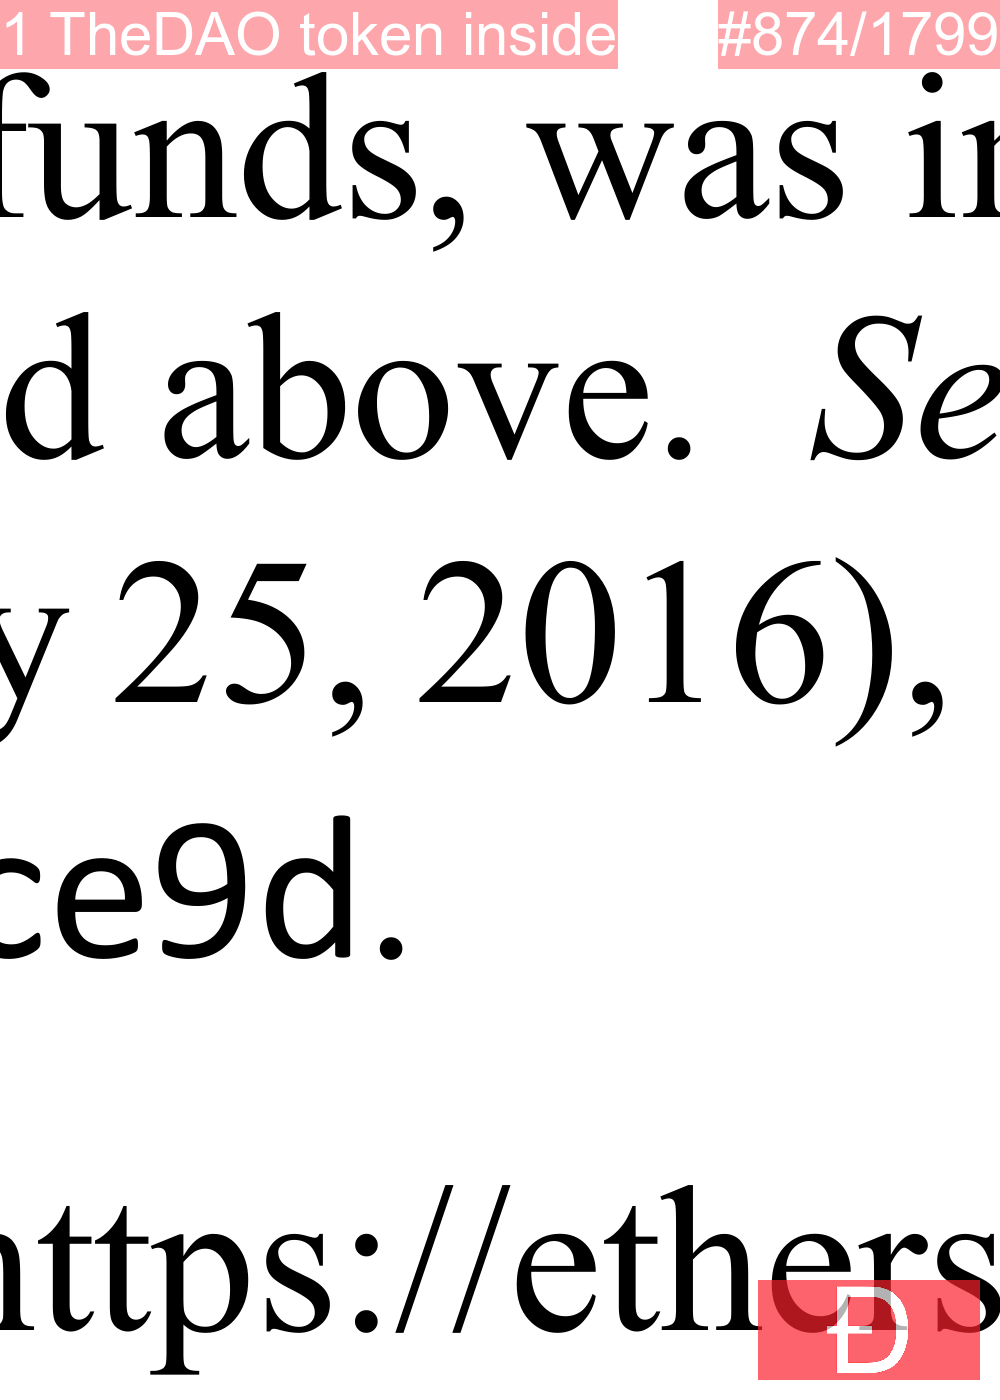 1 TheDAO token inside #874/1799
funds, was in
d above. Se
y 25, 2016),
ce9d.
https://ethers
Đ